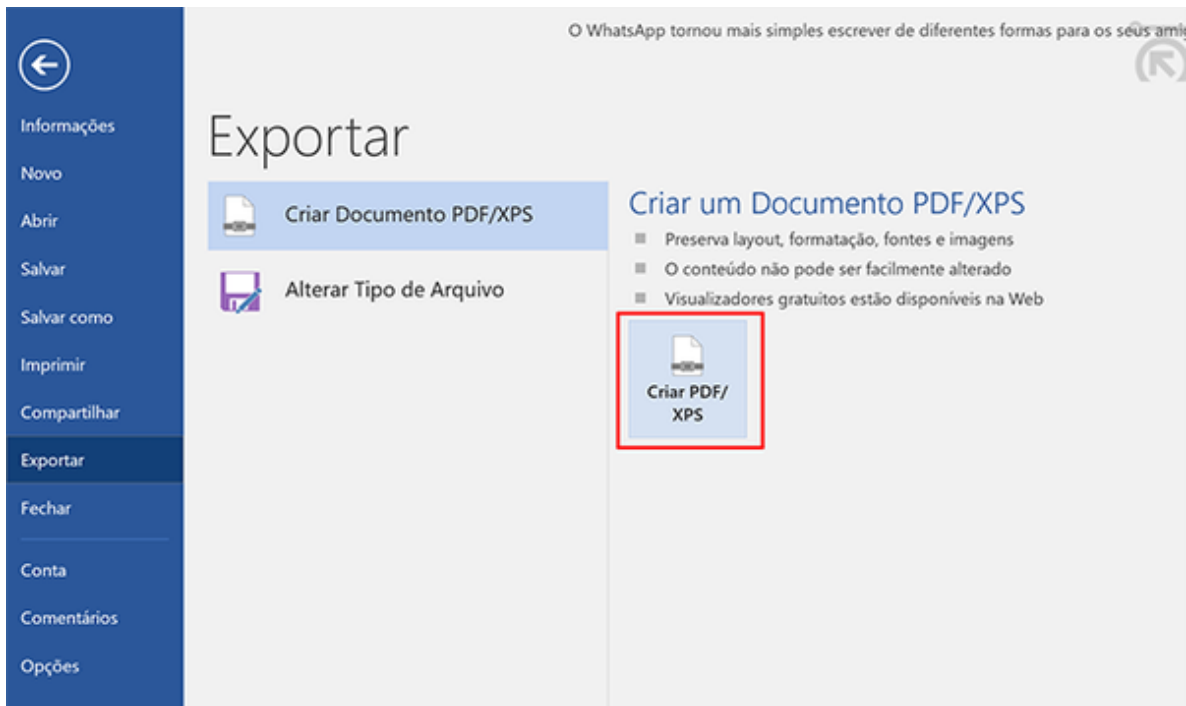 O WhatsApp tornou mais simples escrever de diferentes formas para os seus
Informações
Novo
Abrir
Salvar
Salvar como
Imprimir
Compartilhar
Exportar
Fechar
Conta
Comentários
Opções
Exportar
Criar Documento PDF/XPS
Alterar Tipo de Arquivo
Criar um Documento PDF/XPS
Preserva layout, formatação, fontes e imagens
O conteúdo não pode ser facilmente alterado
Visualizadores gratuitos estão disponíveis na Web
Criar PDF/
XPS